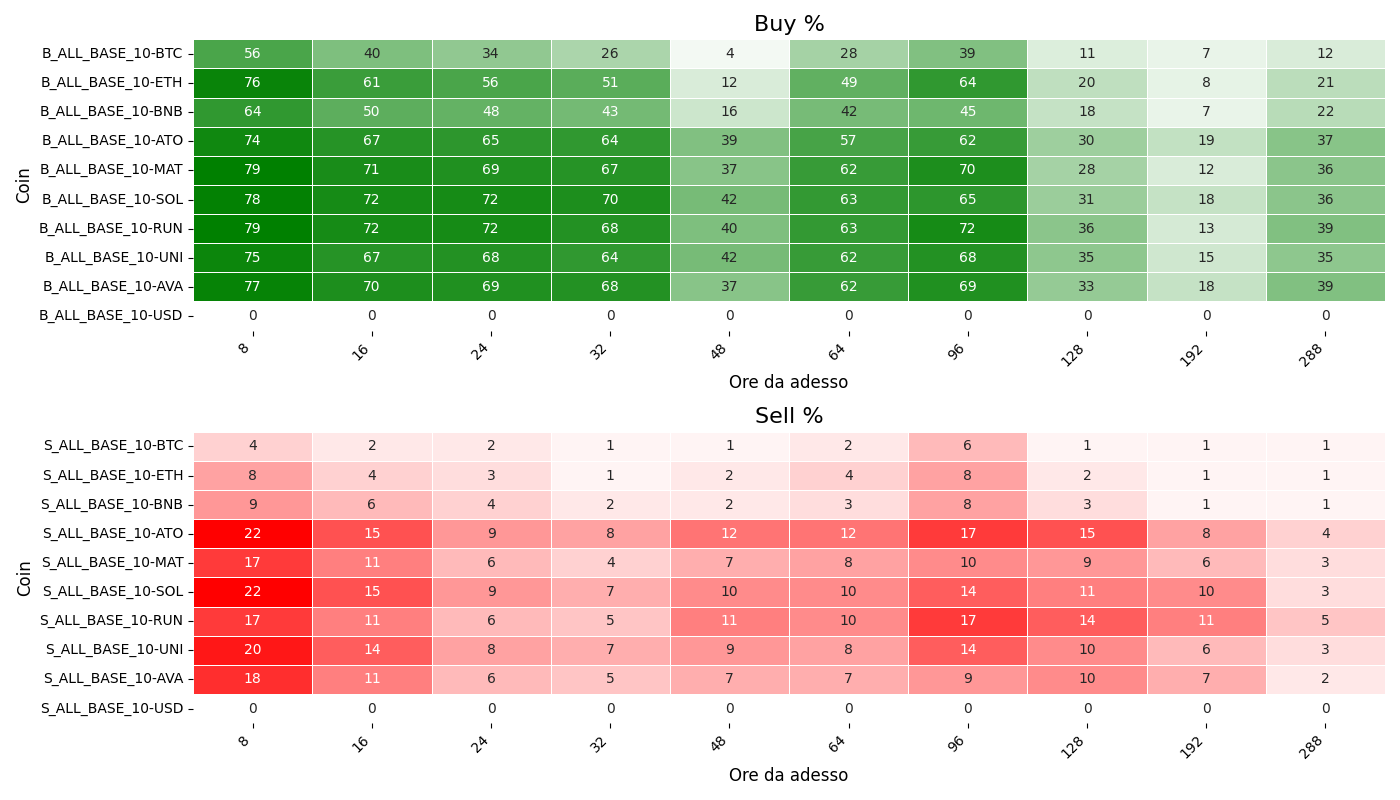 Buy %
Coin
B_ALL_BASE_10-BTC 56 40 34 26 4 28 39 11 7 12
B_ALL_BASE_10-ETH 76 61 56 51 12 49 64 20 8 21
B_ALL_BASE_10-BNB 64 50 48 43 16 42 45 18 7 22
B_ALL_BASE_10-ATO 74 67 65 64 39 57 62 30 19 37
B_ALL_BASE_10-MAT 79 71 69 67 37 62 70 28 12 36
B_ALL_BASE_10-SOL 78 72 72 70 42 63 65 31 18 36
B_ALL_BASE_10-RUN 79 72 72 68 40 63 72 36 13 39
B_ALL_BASE_10-UNI 75 67 68 64 42 62 68 35 15 35
B_ALL_BASE_10-AVA 77 70 69 68 37 62 69 33 18 39
B_ALL_BASE_10-USD 0 0 0 0 0 0 0 0 0 0
8 16 24 32 48 64 96 128 192 288
Ore da adesso
Sell %
Coin
S_ALL_BASE_10-BTC 4 2 2 1 1 2 6 1 1 1
S_ALL_BASE_10-ETH 8 4 3 1 2 4 8 2 1 1
S_ALL_BASE_10-BNB 9 6 4 2 2 3 8 3 1 1
S_ALL_BASE_10-ATO 22 15 9 8 12 12 17 15 8 4
S_ALL_BASE_10-MAT 17 11 6 4 7 8 10 9 6 3
S_ALL_BASE_10-SOL 22 15 9 7 10 10 14 11 10 3
S_ALL_BASE_10-RUN 17 11 6 5 11 10 17 14 11 5
S_ALL_BASE_10-UNI 20 14 8 7 9 8 14 10 6 3
S_ALL_BASE_10-AVA 18 11 6 5 7 7 9 10 7 2
S_ALL_BASE_10-USD 0 0 0 0 0 0 0 0 0 0
8 16 24 32 48 64 96 128 192 288
Ore da adesso